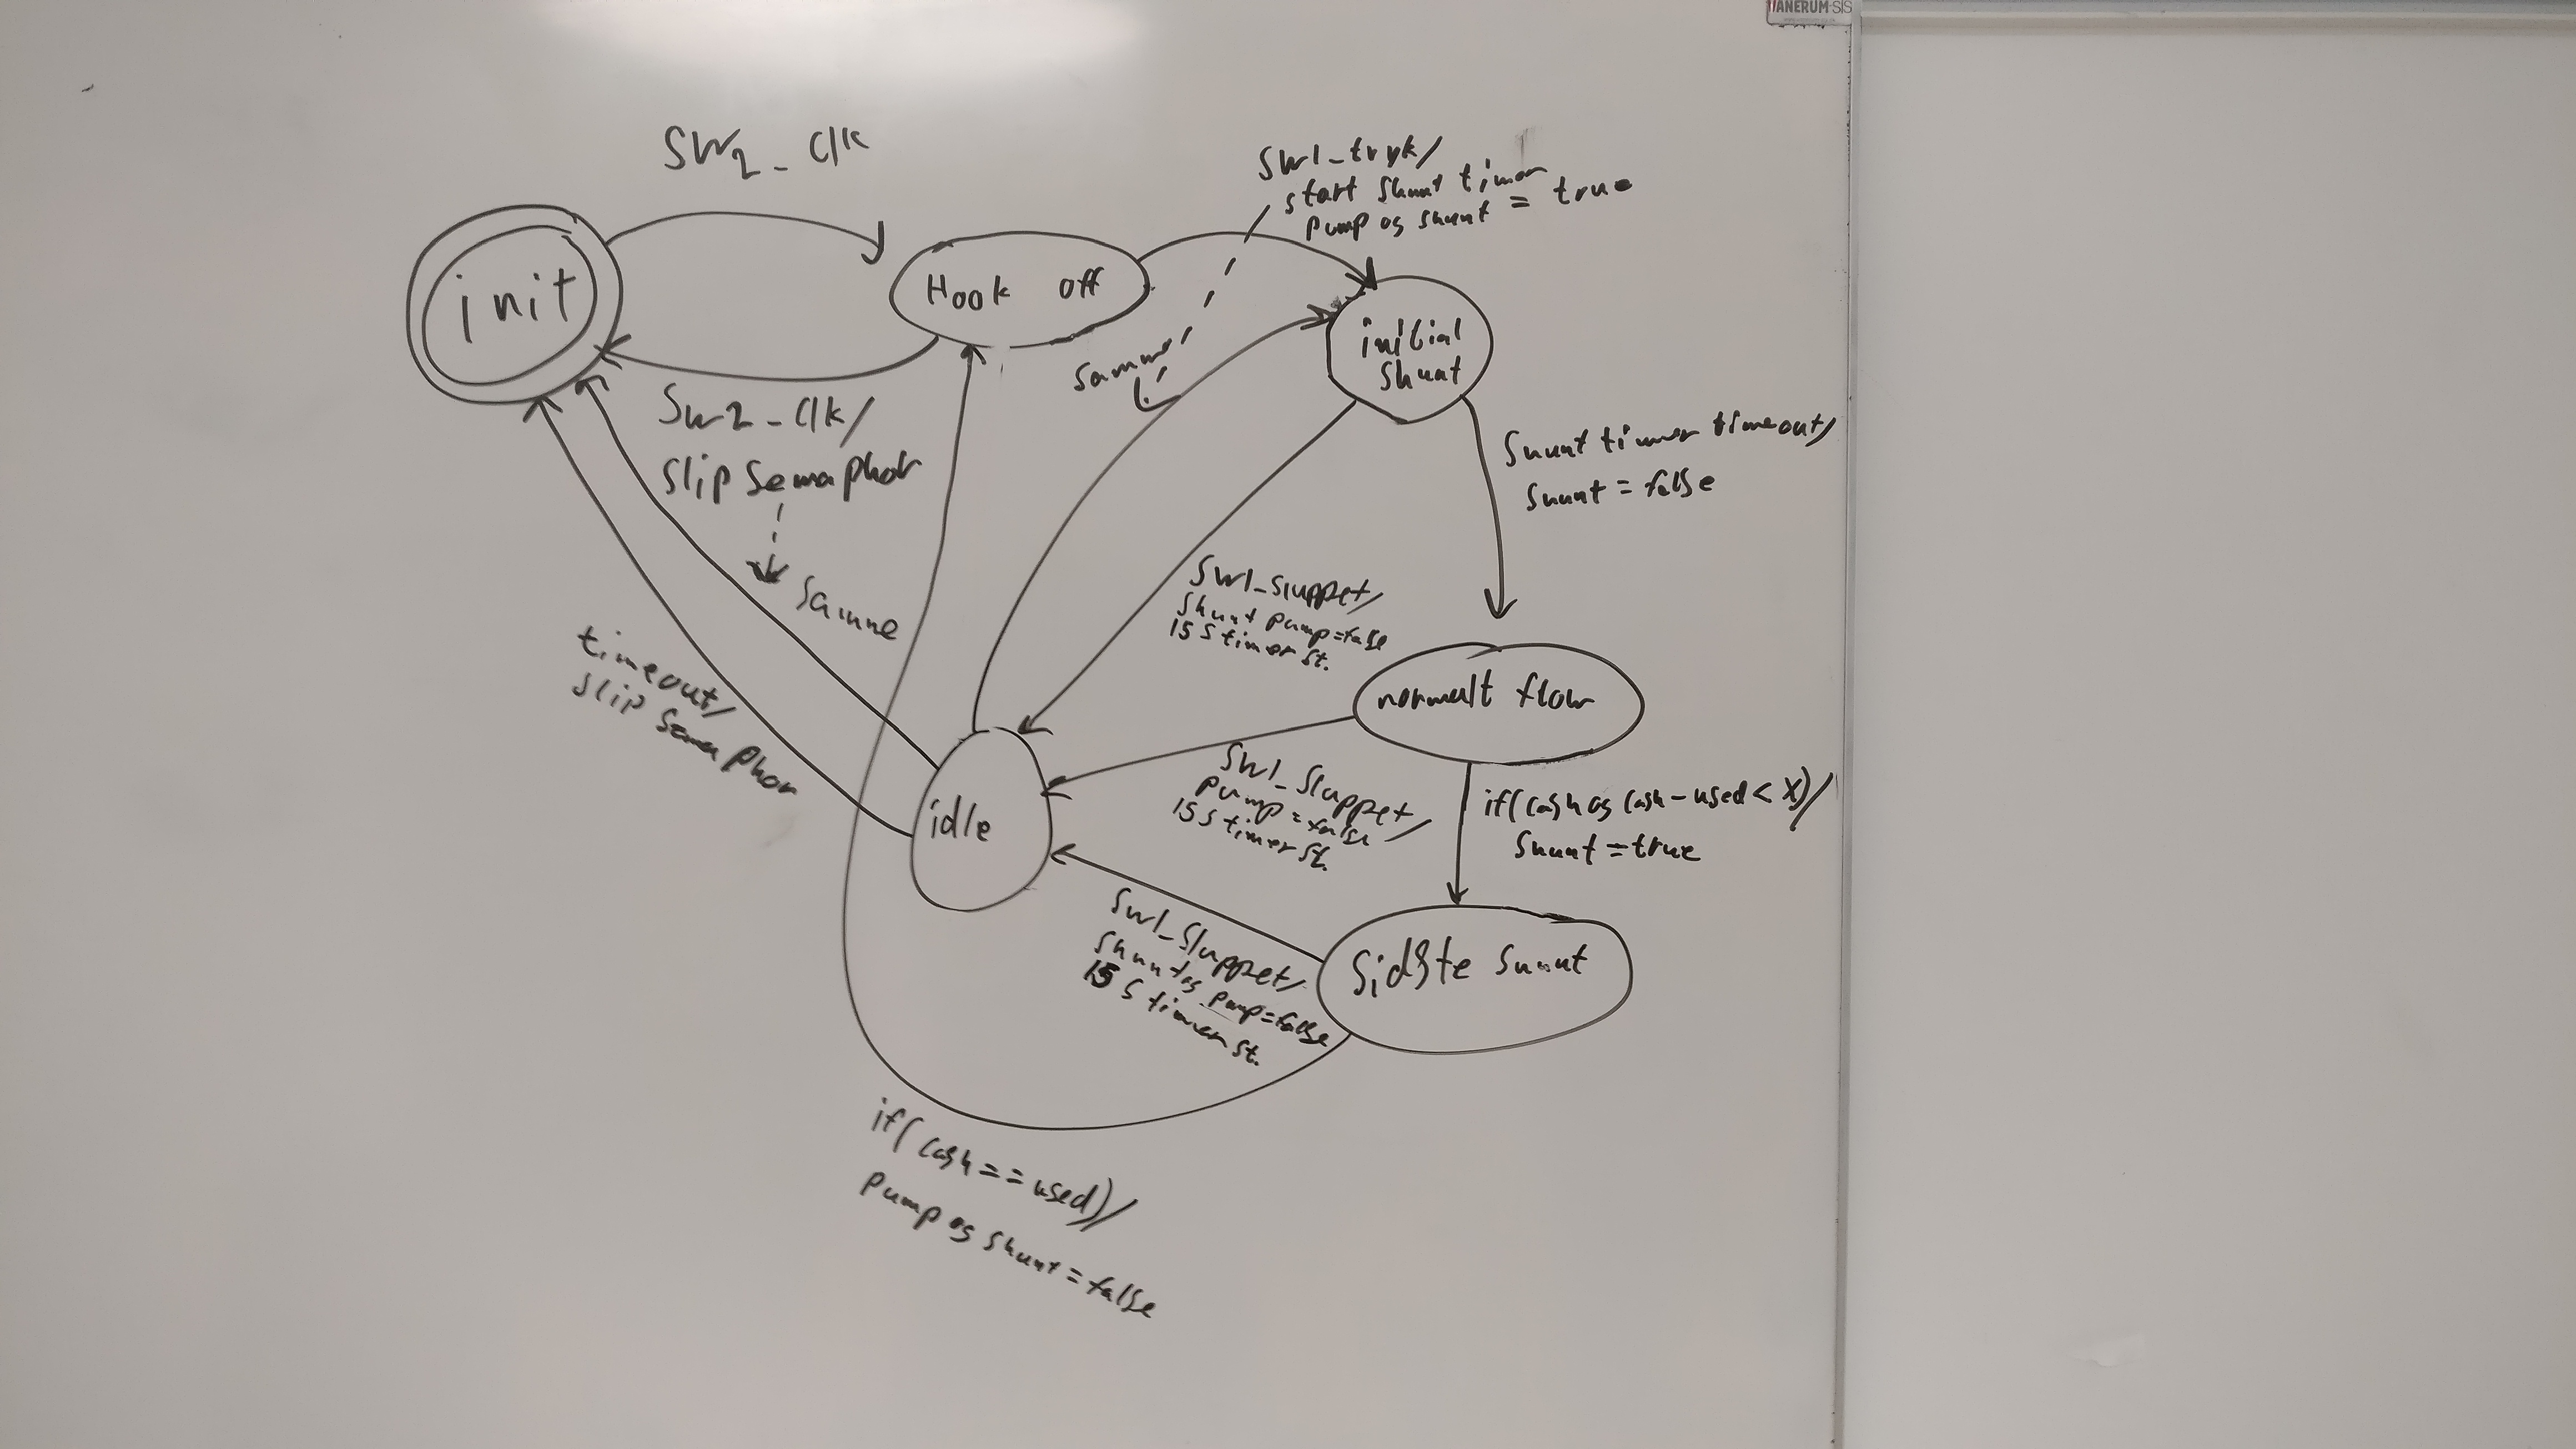 TANERUM SIS
SW2_Clk
init
Hook off
SW1_tryk/
start shunt timer
pump og shunt = true
samme
initial
shunt
Sw2_Clk/
slip semaphor
samme
shunt timer timeout/
shunt = false
timeout/
slip semaphor
SW1_sluppet/
shunt pump=false
15 s timer st.
normalt flow
idle
SW1_sluppet/
pump = false
15 s timer st.
if(cash og cash-used < X)/
shunt = true
SW1_sluppet/
shunt og pump=false
15 s timer st.
sidste shunt
if(cash==used)/
pump og shunt = false